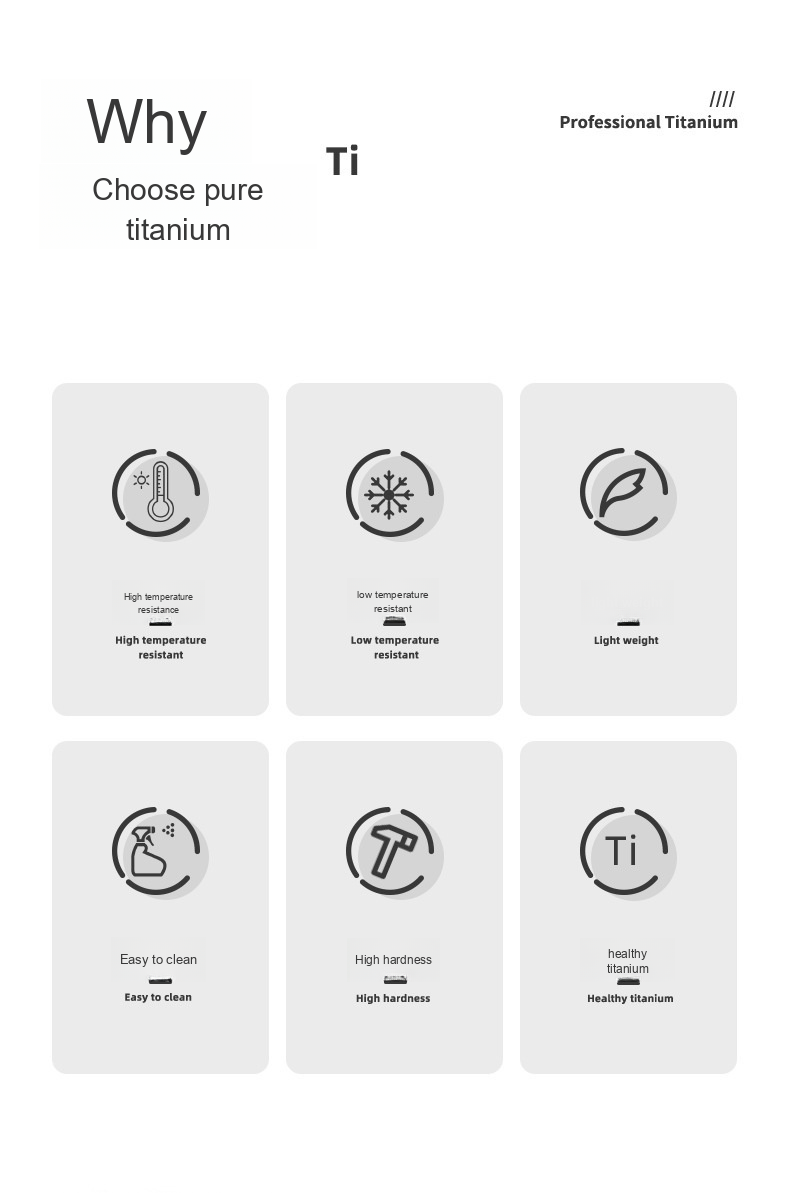 Why
Choose pure
titanium
Ti
////
Professional Titanium
High temperature
resistance
High temperature
resistant
low temperature
resistant
Low temperature
resistant
Light weight
Easy to clean
Easy to clean
High hardness
High hardness
Ti
healthy
titanium
Healthy titanium